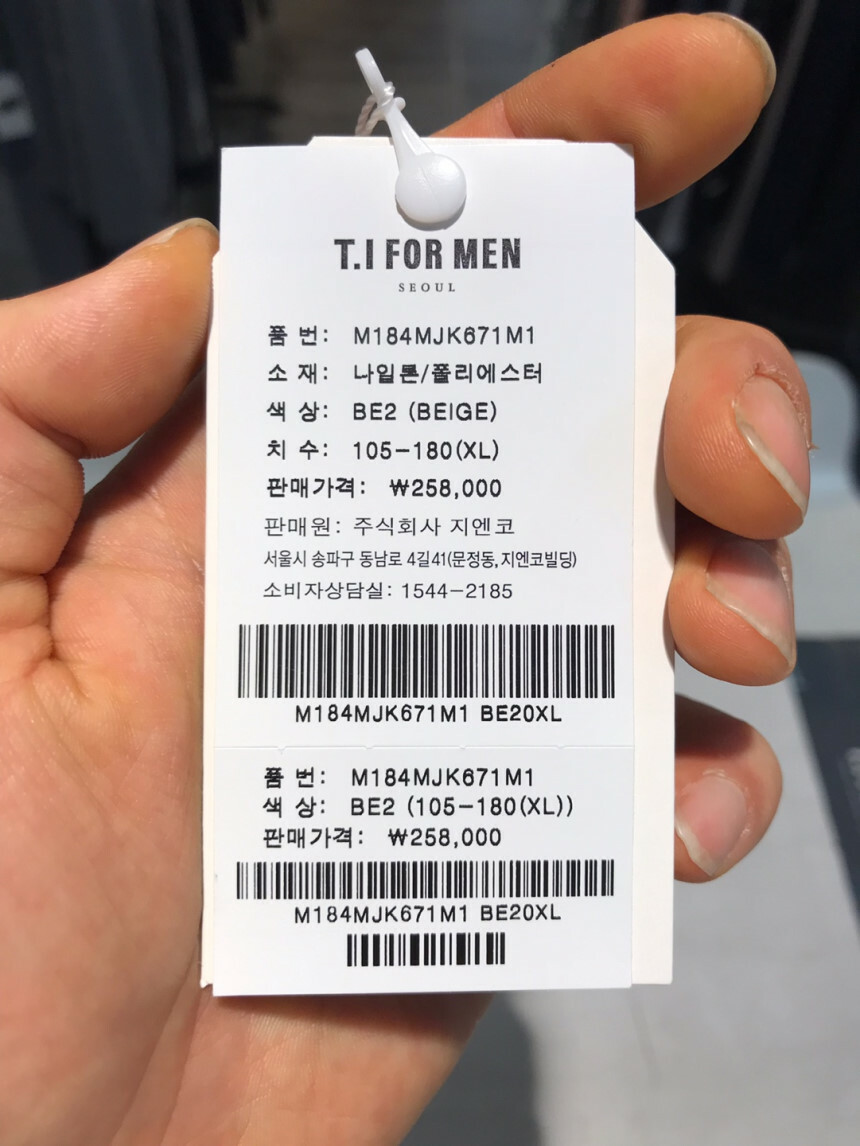 T.I FOR MEN
SEOUL
품 번: M184MJK671M1
소 재: 나일론/폴리에스터
색 상: BE2 (BEIGE)
치 수: 105-180(XL)
판매가격: ₩258,000
판매원: 주식회사 지엔코
서울시 송파구 동남로 4길41(문정동,지엔코빌딩)
소비자상담실: 1544-2185
M184MJK671M1 BE20XL
품 번: M184MJK671M1
색 상: BE2 (105-180(XL))
판매가격: ₩258,000
M184MJK671M1 BE20XL